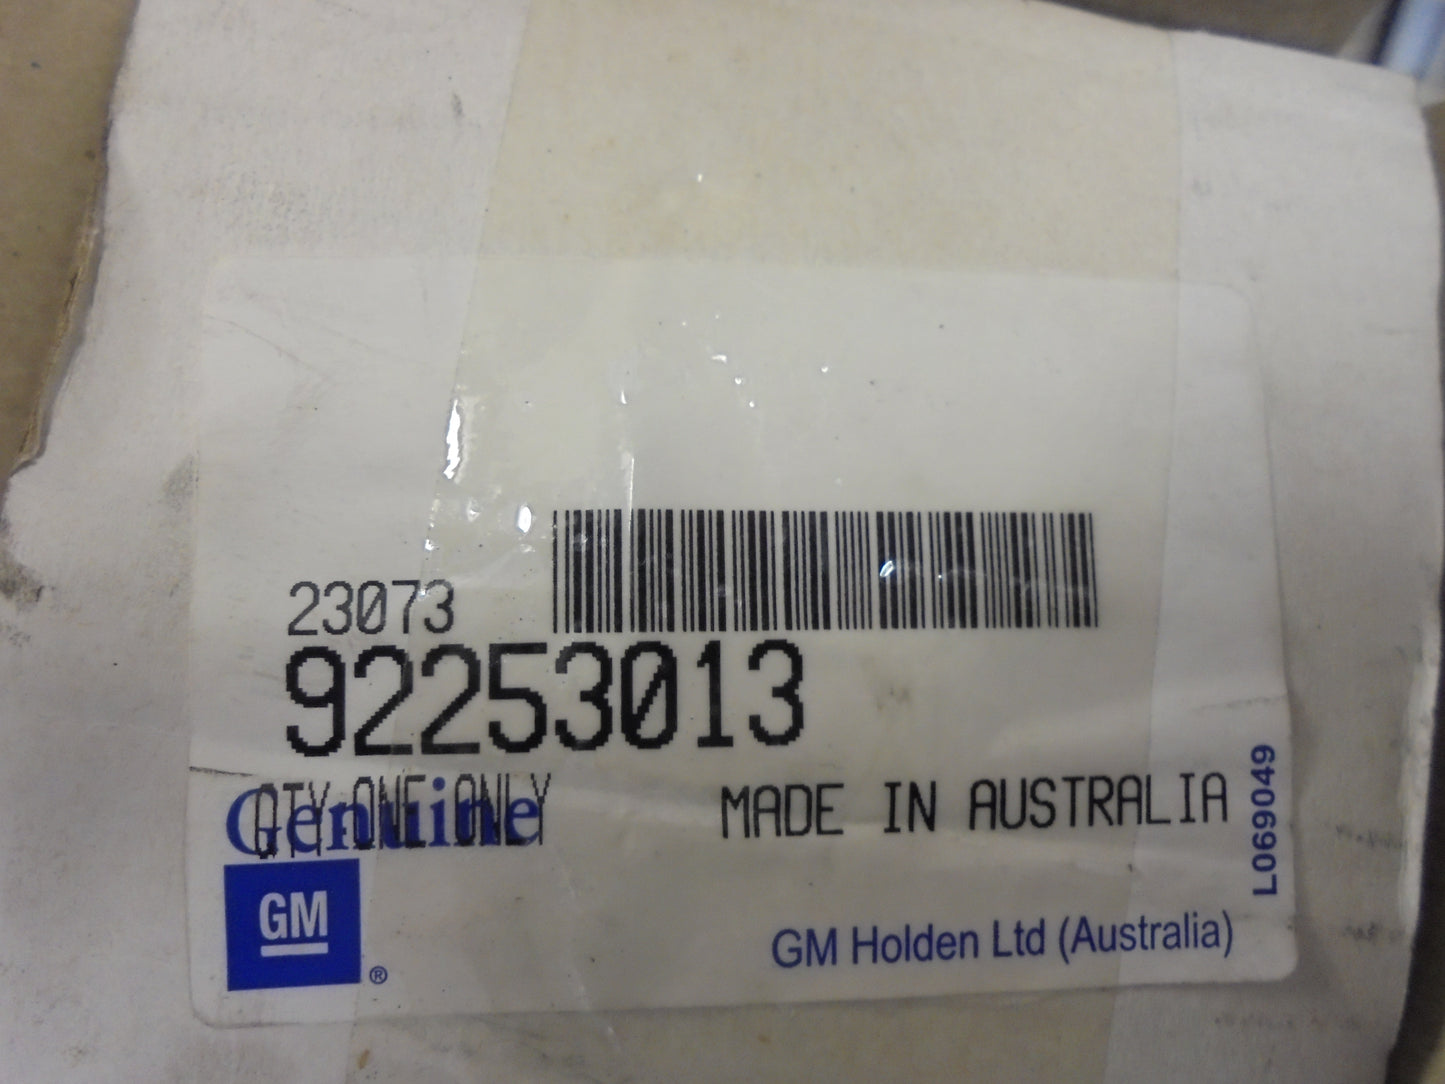 23073
92253013
QTY ONE ONLY
Genuine
MADE IN AUSTRALIA
L069049
GM
®
GM Holden Ltd (Australia)